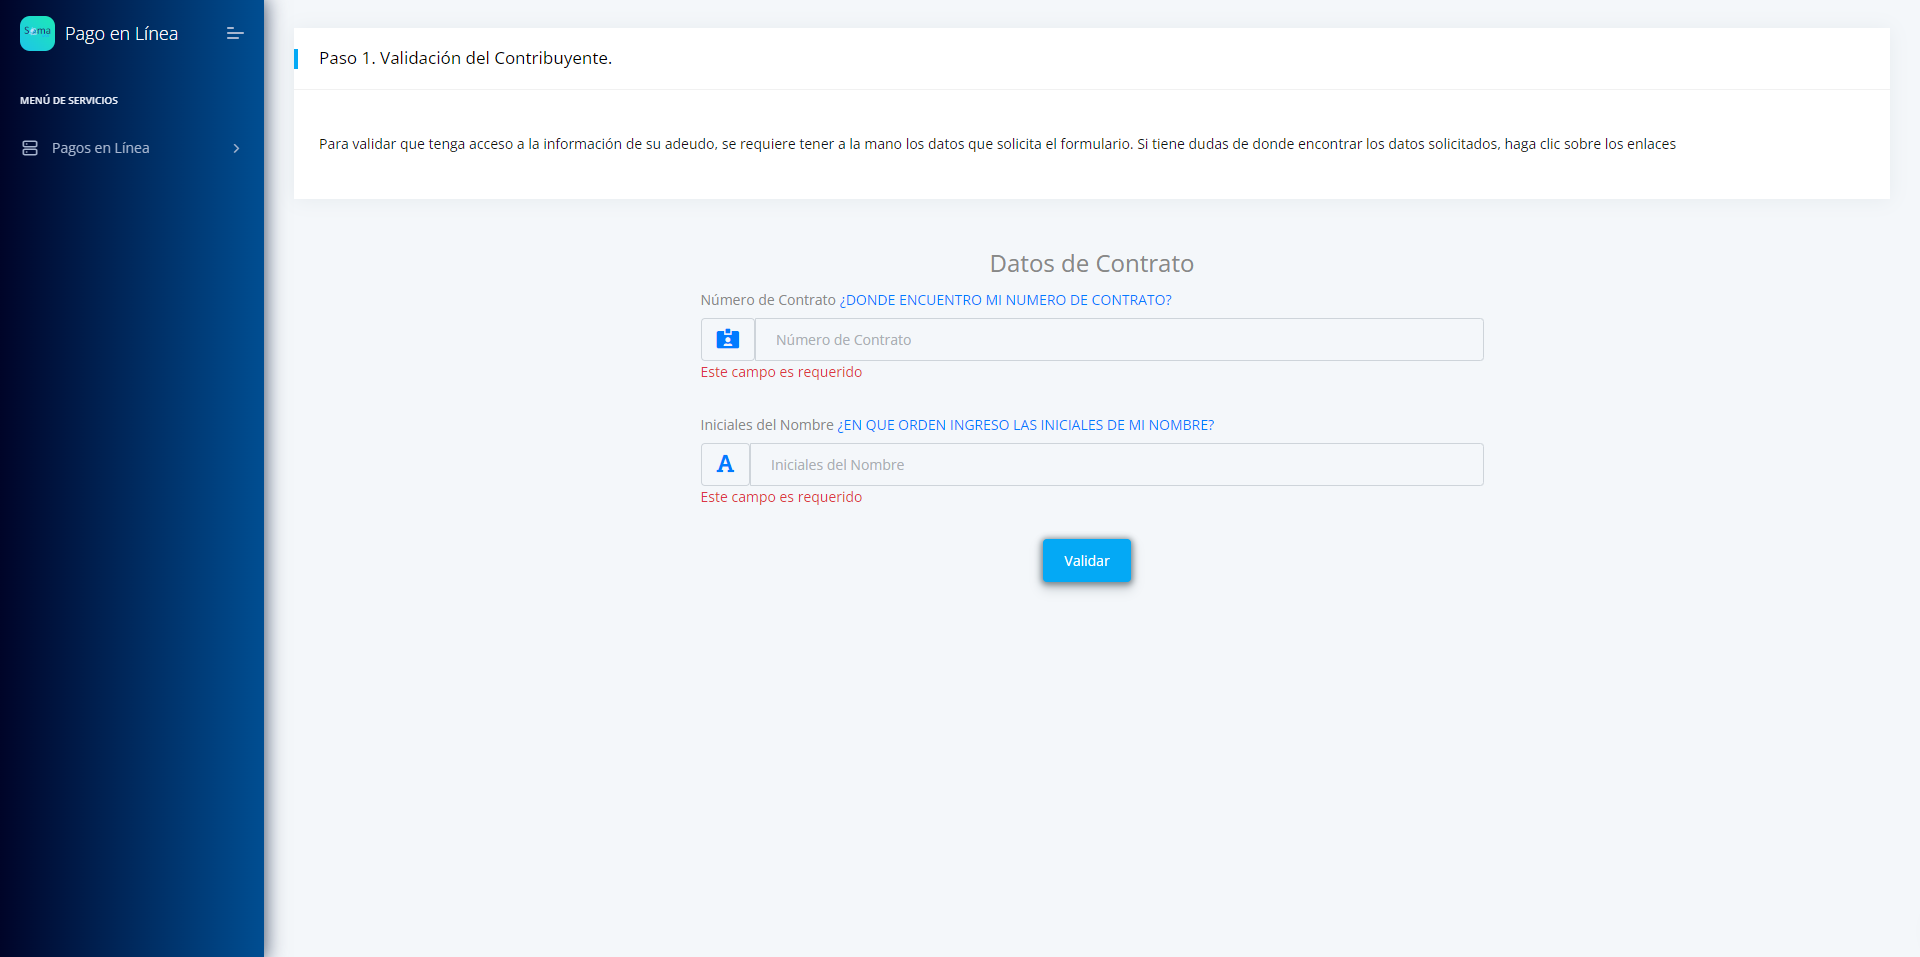 Soma
Pago en Línea
MENÚ DE SERVICIOS
Pagos en Línea
Paso 1. Validación del Contribuyente.
Para validar que tenga acceso a la información de su adeudo, se requiere tener a la mano los datos que solicita el formulario. Si tiene dudas de donde encontrar los datos solicitados, haga clic sobre los enlaces
Datos de Contrato
Número de Contrato ¿DONDE ENCUENTRO MI NUMERO DE CONTRATO?
Número de Contrato
Este campo es requerido
Iniciales del Nombre ¿EN QUE ORDEN INGRESO LAS INICIALES DE MI NOMBRE?
A
Iniciales del Nombre
Este campo es requerido
Validar